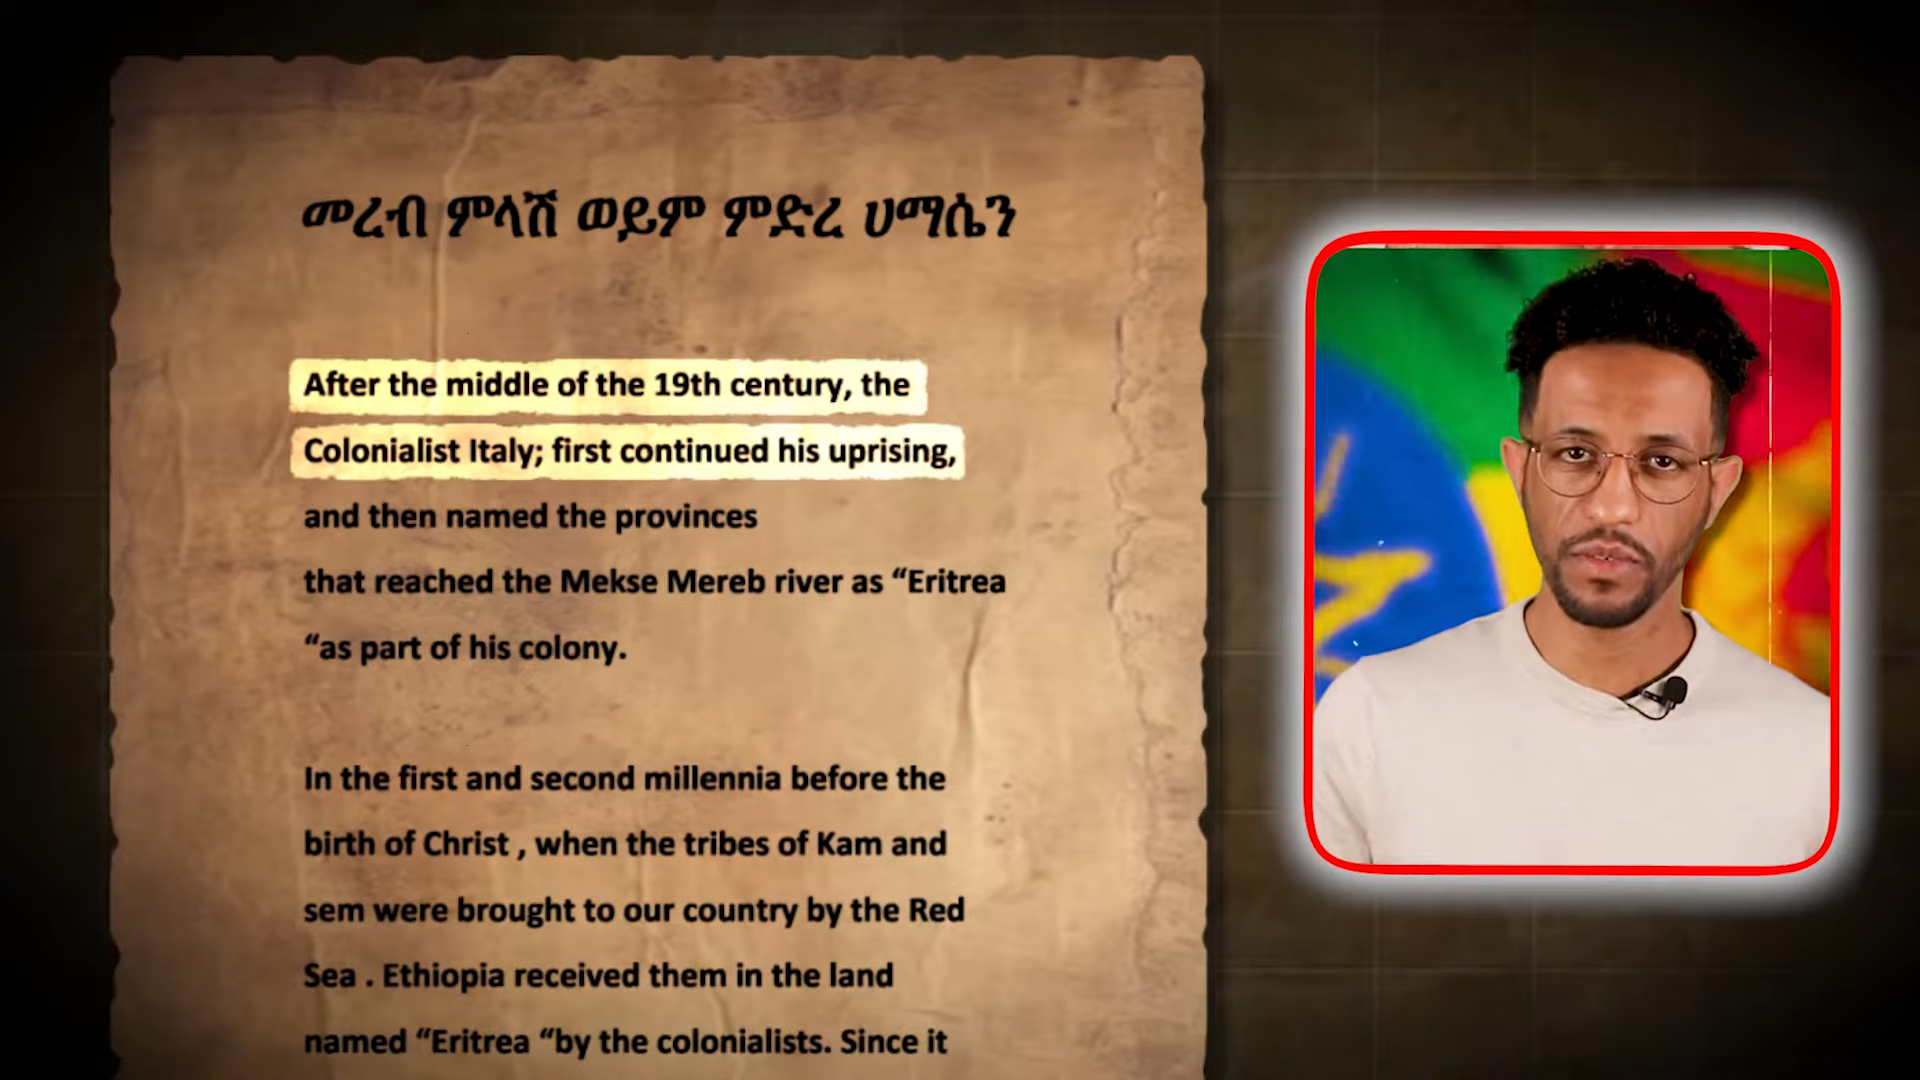 መረብ ምላሽ ወይም ምድረ ሀማሴን
After the middle of the 19th century, the
Colonialist Italy; first continued his uprising,
and then named the provinces
that reached the Mekse Mereb river as “Eritrea
“as part of his colony.
In the first and second millennia before the
birth of Christ , when the tribes of Kam and
sem were brought to our country by the Red
Sea . Ethiopia received them in the land
named “Eritrea “by the colonialists. Since it